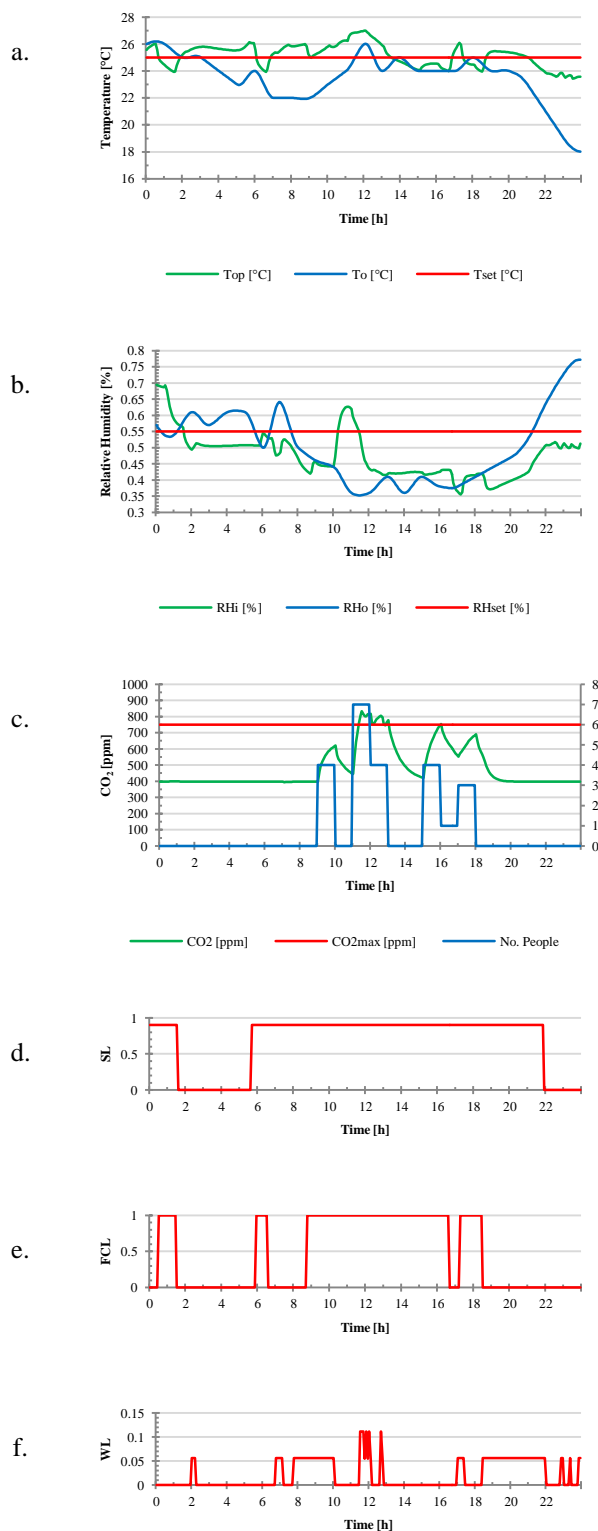 a.
Temperature [°C]
28
26
24
22
20
18
16
0 2 4 6 8 10 12 14 16 18 20 22
Time [h]
Top [°C] To [°C] Tset [°C]
b.
Relative Humidity [%]
0.8
0.7
0.6
0.55
0.5
0.45
0.4
0.35
0.3
0 2 4 6 8 10 12 14 16 18 20 22
Time [h]
RHi [%] RHo [%] RHset [%]
c.
CO2 [ppm]
1000 8
900 7
800 6
700 5
600
500 4
400 3
300 2
200
100 1
0 0
0 2 4 6 8 10 12 14 16 18 20 22
Time [h]
CO2 [ppm] CO2max [ppm] No. People
d.
SL
1
0.5
0
0 2 4 6 8 10 12 14 16 18 20 22
Time [h]
e.
FCL
1
0.5
0
0 2 4 6 8 10 12 14 16 18 20 22
Time [h]
f.
WL
0.15
0.1
0.05
0
0 2 4 6 8 10 12 14 16 18 20 22
Time [h]